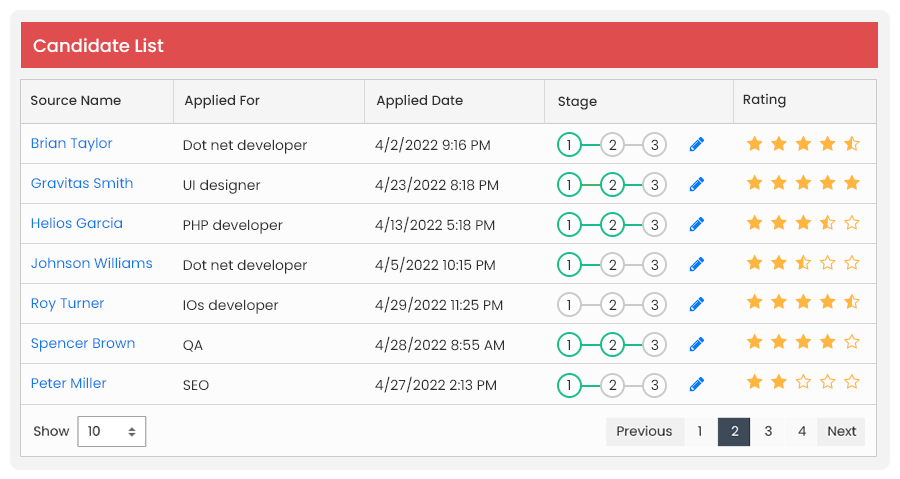 Candidate List
Source Name Applied For Applied Date Stage Rating
Brian Taylor Dot net developer 4/2/2022 9:16 PM 1 2 3
Gravitas Smith UI designer 4/23/2022 8:18 PM 1 2 3
Helios Garcia PHP developer 4/13/2022 5:18 PM 1 2 3
Johnson Williams Dot net developer 4/5/2022 10:15 PM 1 2 3
Roy Turner IOs developer 4/29/2022 11:25 PM 1 2 3
Spencer Brown QA 4/28/2022 8:55 AM 1 2 3
Peter Miller SEO 4/27/2022 2:13 PM 1 2 3
Show 10 Previous 1 2 3 4 Next